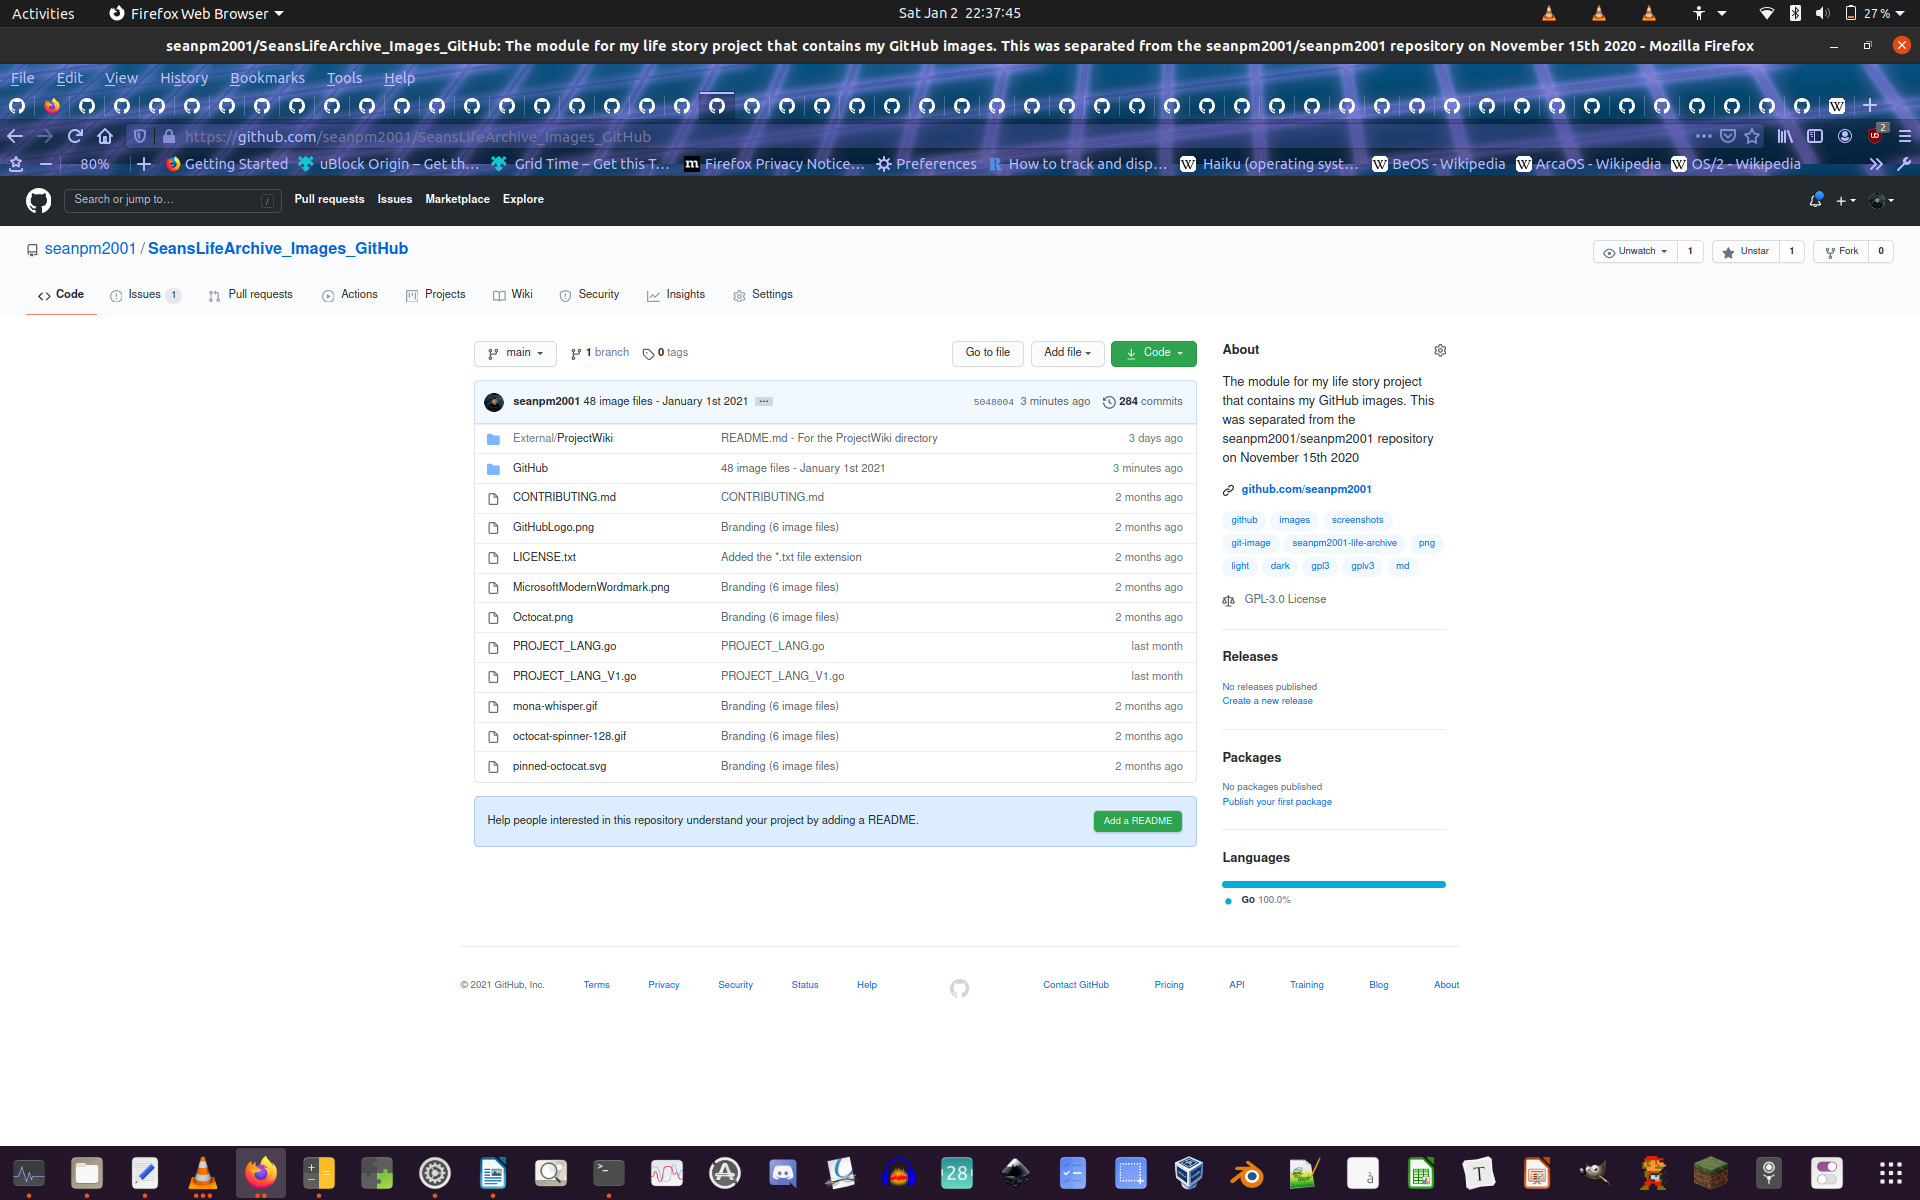 Activities Firefox Web Browser Sat Jan 2 22:37:45 27 %
seanpm2001/SeansLifeArchive_Images_GitHub: The module for my life story project that contains my GitHub images. This was separated from the seanpm2001/seanpm2001 repository on November 15th 2020 - Mozilla Firefox
File Edit View History Bookmarks Tools Help
https://github.com/seanpm2001/SeansLifeArchive_Images_GitHub 2
80% Getting Started uBlock Origin – Get th… Grid Time – Get this T… Firefox Privacy Notice… Preferences How to track and disp… Haiku (operating syst… BeOS - Wikipedia ArcaOS - Wikipedia OS/2 - Wikipedia
Search or jump to… / Pull requests Issues Marketplace Explore
seanpm2001 / SeansLifeArchive_Images_GitHub Unwatch 1 Unstar 1 Fork 0
Code Issues 1 Pull requests Actions Projects Wiki Security Insights Settings
main 1 branch 0 tags Go to file Add file Code
seanpm2001 48 image files - January 1st 2021 ... 5048004 3 minutes ago 284 commits
External/ProjectWiki README.md - For the ProjectWiki directory 3 days ago
GitHub 48 image files - January 1st 2021 3 minutes ago
CONTRIBUTING.md CONTRIBUTING.md 2 months ago
GitHubLogo.png Branding (6 image files) 2 months ago
LICENSE.txt Added the *.txt file extension 2 months ago
MicrosoftModernWordmark.png Branding (6 image files) 2 months ago
Octocat.png Branding (6 image files) 2 months ago
PROJECT_LANG.go PROJECT_LANG.go last month
PROJECT_LANG_V1.go PROJECT_LANG_V1.go last month
mona-whisper.gif Branding (6 image files) 2 months ago
octocat-spinner-128.gif Branding (6 image files) 2 months ago
pinned-octocat.svg Branding (6 image files) 2 months ago
Help people interested in this repository understand your project by adding a README. Add a README
About
The module for my life story project
that contains my GitHub images. This
was separated from the
seanpm2001/seanpm2001 repository
on November 15th 2020
github.com/seanpm2001
github images screenshots
git-image seanpm2001-life-archive png
light dark gpl3 gplv3 md
GPL-3.0 License
Releases
No releases published
Create a new release
Packages
No packages published
Publish your first package
Languages
Go 100.0%
© 2021 GitHub, Inc. Terms Privacy Security Status Help Contact GitHub Pricing API Training Blog About
28